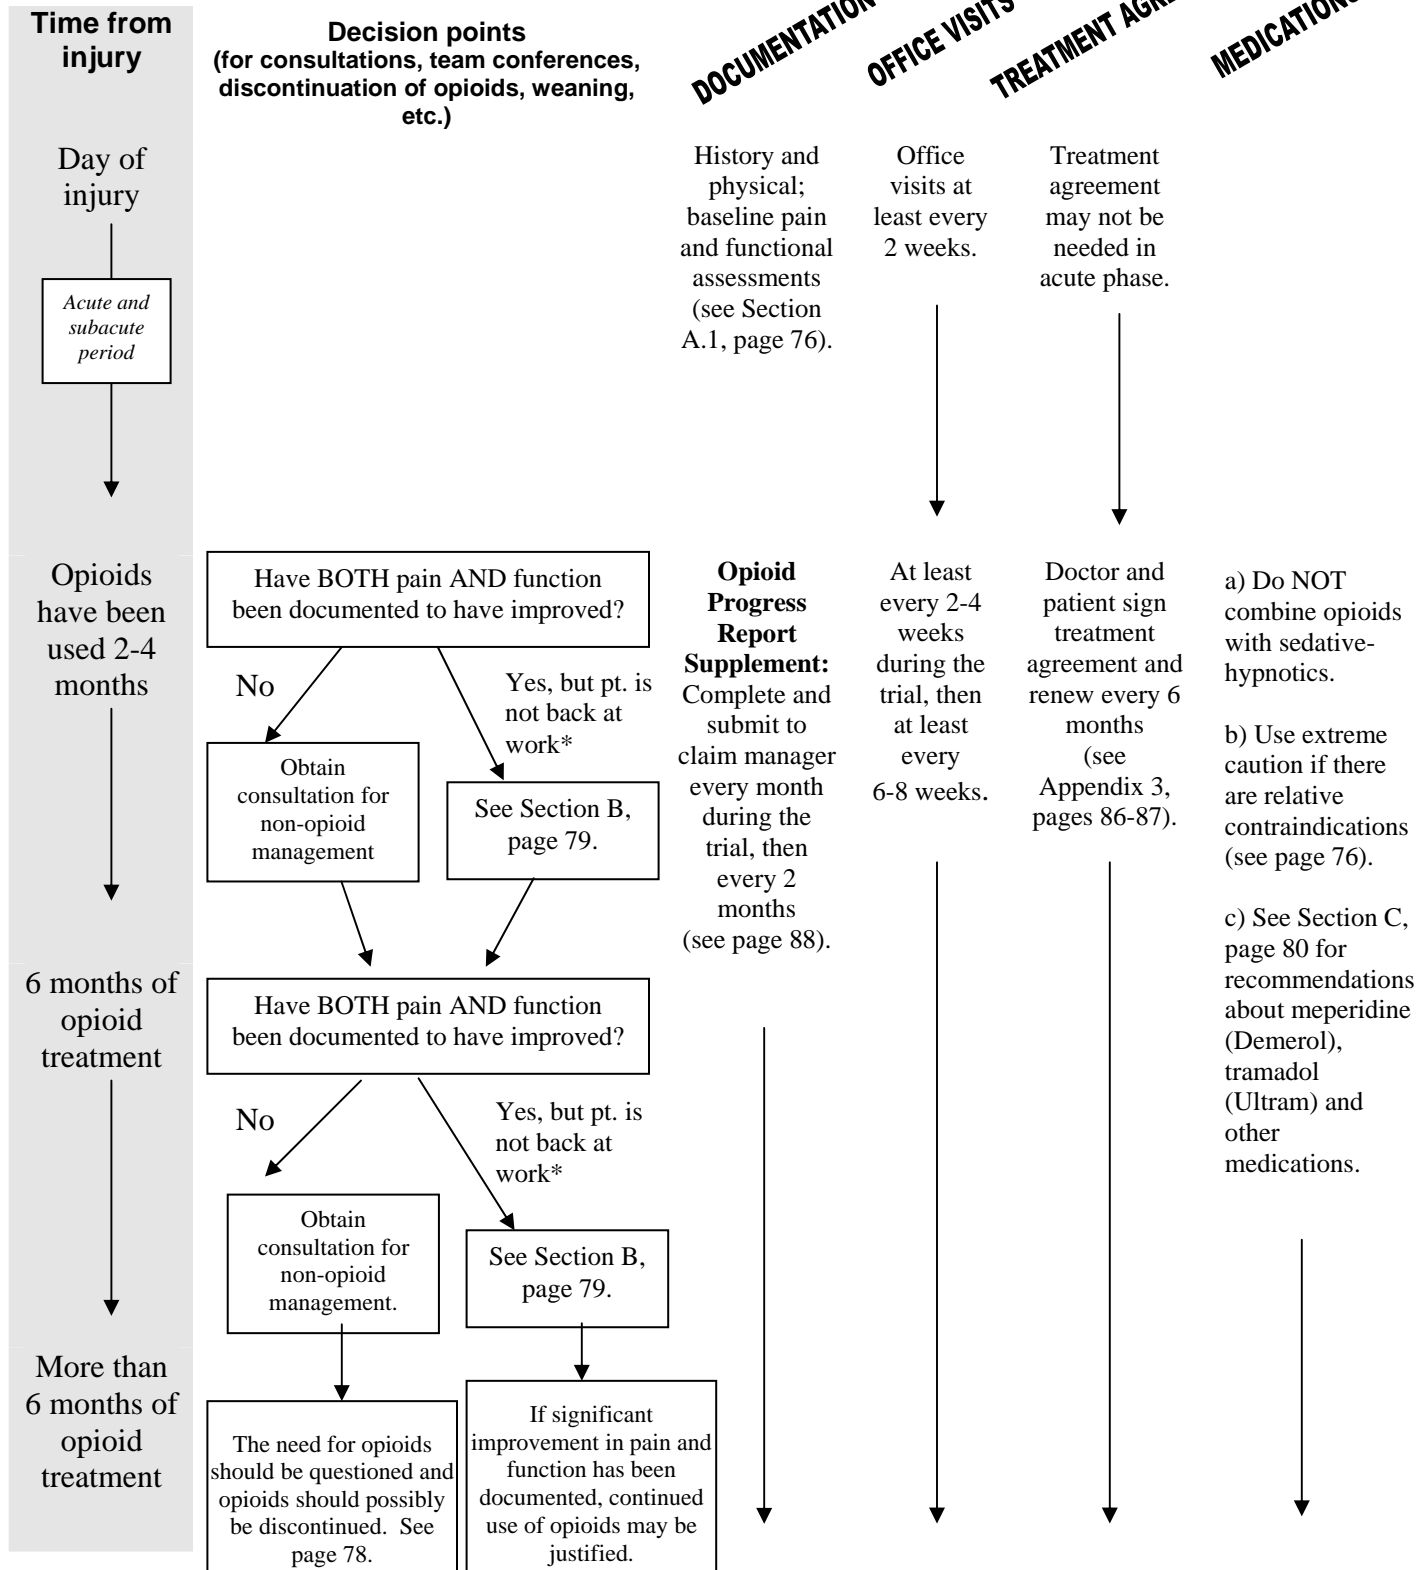 Time from
injury
Decision points
(for consultations, team conferences,
discontinuation of opioids, weaning,
etc.)
DOCUMENTATION
OFFICE VISITS
TREATMENT
MEDICATIONS
Day of
injury
Acute and
subacute
period
History and
physical;
baseline pain
and functional
assessments
(see Section
A.1, page 76).
Office
visits at
least every
2 weeks.
Treatment
agreement
may not be
needed in
acute phase.
Opioids
have been
used 2-4
months
Have BOTH pain AND function
been documented to have improved?
No
Yes, but pt. is
not back at
work*
Obtain
consultation for
non-opioid
management
See Section B,
page 79.
Opioid
Progress
Report
Supplement:
Complete and
submit to
claim manager
every month
during the
trial, then
every 2
months
(see page 88).
At least
every 2-4
weeks
during the
trial, then
at least
every
6-8 weeks.
Doctor and
patient sign
treatment
agreement and
renew every 6
months
(see
Appendix 3,
pages 86-87).
a) Do NOT
combine opioids
with sedative-
hypnotics.
b) Use extreme
caution if there
are relative
contraindications
(see page 76).
c) See Section C,
page 80 for
recommendations
about meperidine
(Demerol),
tramadol
(Ultram) and
other
medications.
6 months of
opioid
treatment
Have BOTH pain AND function
been documented to have improved?
No
Yes, but pt. is
not back at
work*
Obtain
consultation for
non-opioid
management.
See Section B,
page 79.
More than
6 months of
opioid
treatment
The need for opioids
should be questioned and
opioids should possibly
be discontinued. See
page 78.
If significant
improvement in pain and
function has been
documented, continued
use of opioids may be
justified.